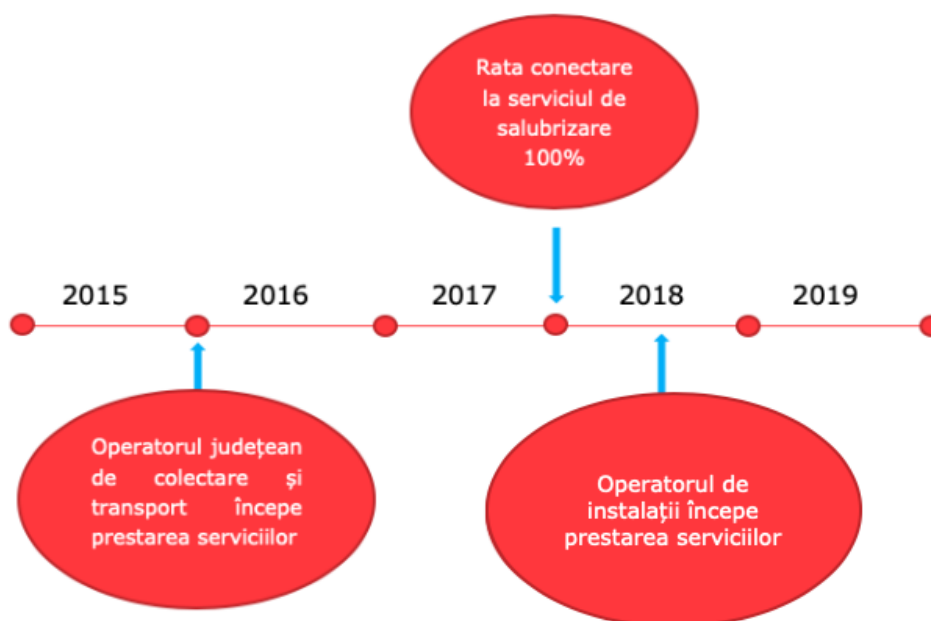 Rata conectare
la serviciul de
salubrizare
100%
2015
2016
2017
2018
2019
Operatorul județean
de colectare și
transport începe
prestarea serviciilor
Operatorul de
instalații începe
prestarea serviciilor